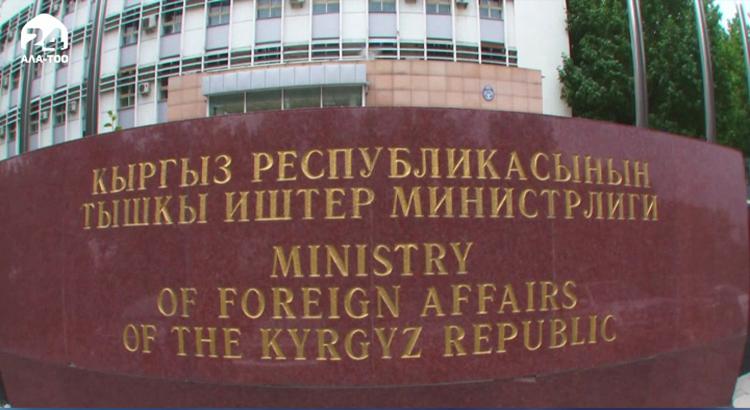 24
АЛА-ТОО
КЫРГЫЗ РЕСПУБЛИКАСЫНЫН
ТЫШКЫ ИШТЕР МИНИСТРЛИГИ
MINISTRY
OF FOREIGN AFFAIRS
OF THE KYRGYZ REPUBLIC